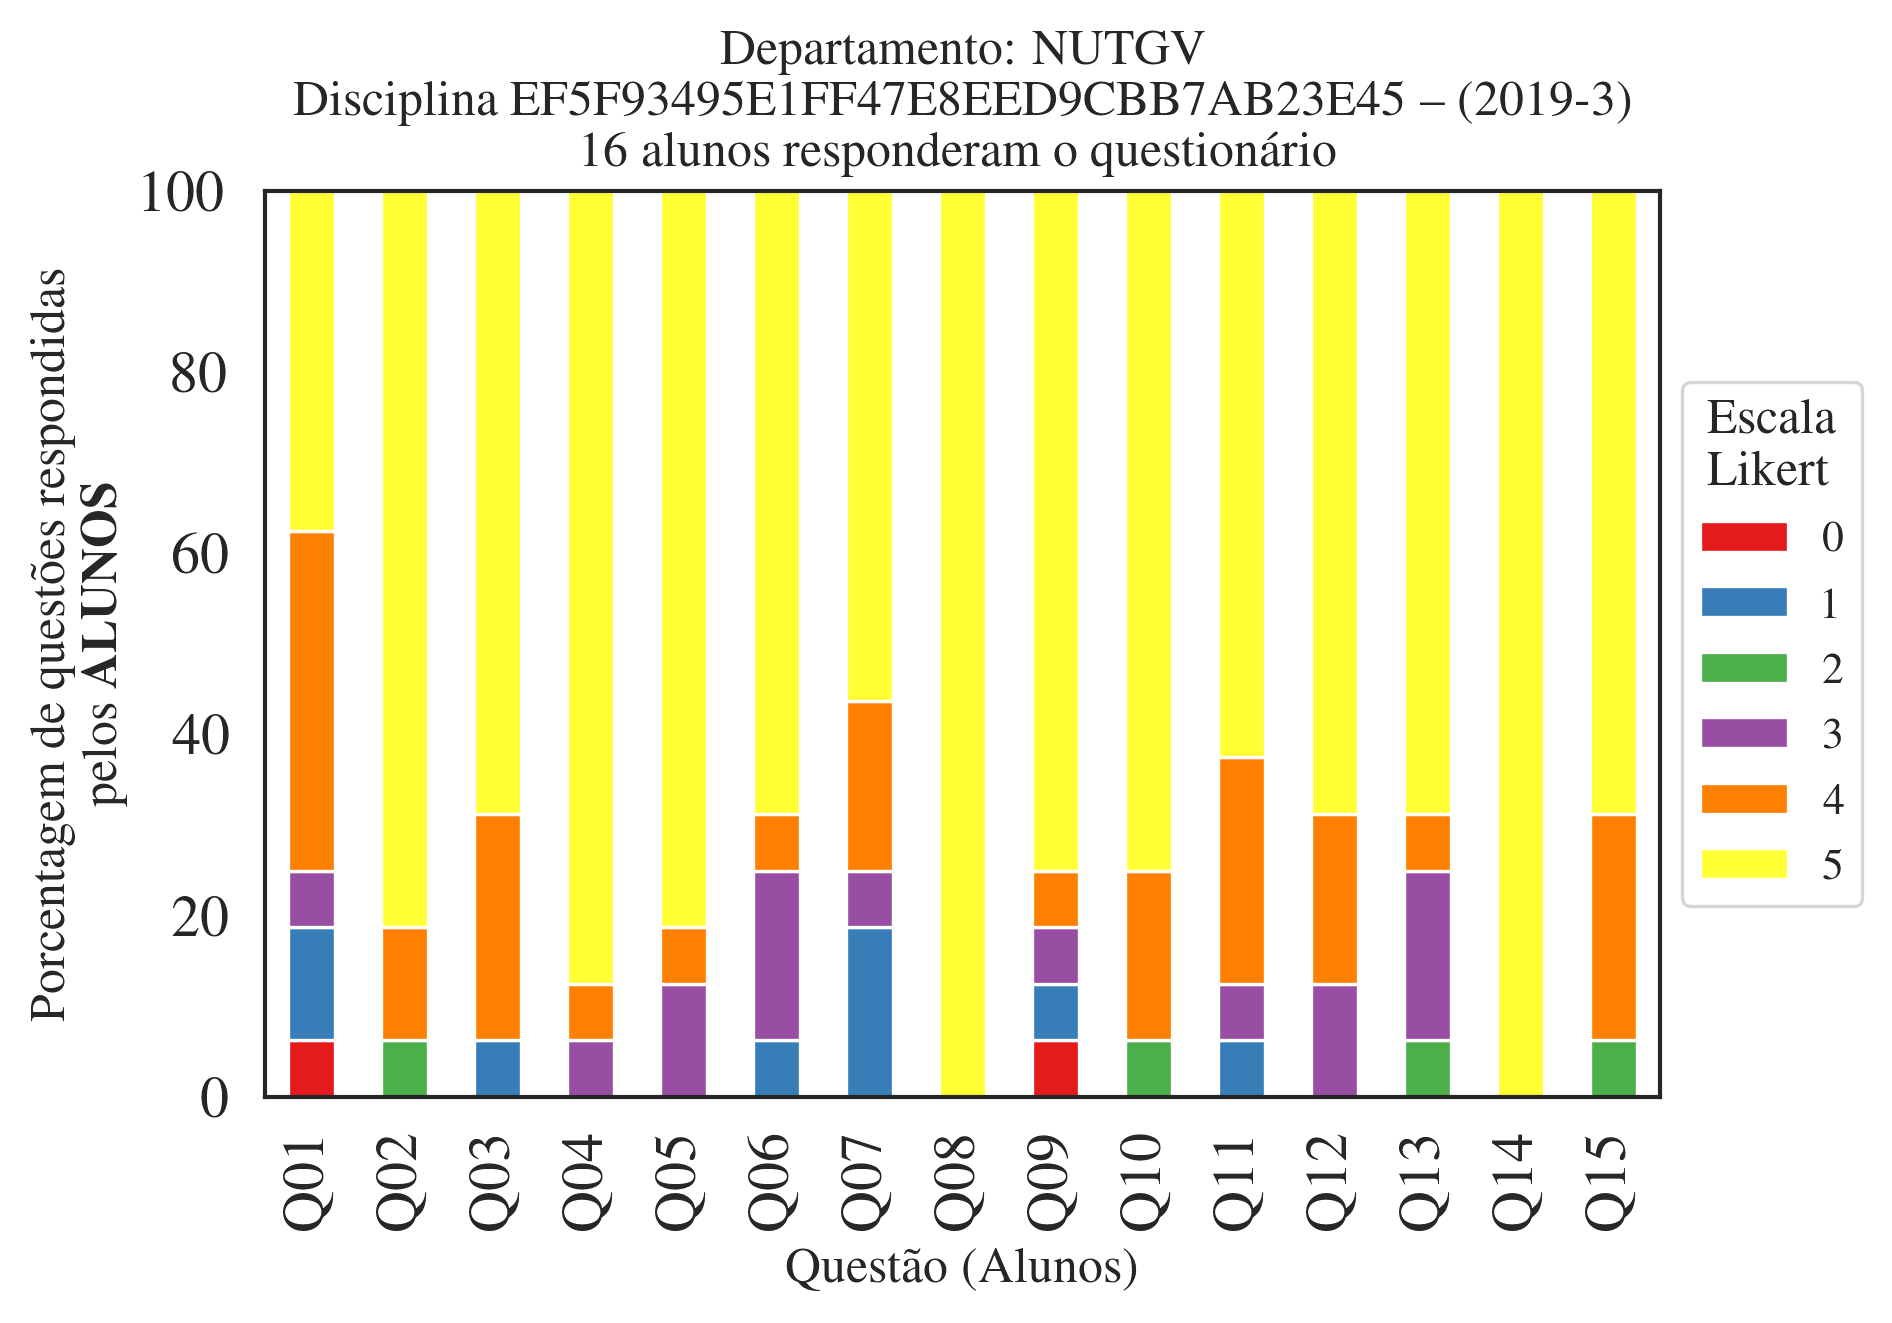 Departamento: NUTGV
Disciplina EF5F93495E1FF47E8EED9CBB7AB23E45 – (2019-3)
16 alunos responderam o questionário
Porcentagem de questões respondidas
pelos ALUNOS
100
80
60
40
20
0
Q01
Q02
Q03
Q04
Q05
Q06
Q07
Q08
Q09
Q10
Q11
Q12
Q13
Q14
Q15
Questão (Alunos)
Escala
Likert
0
1
2
3
4
5